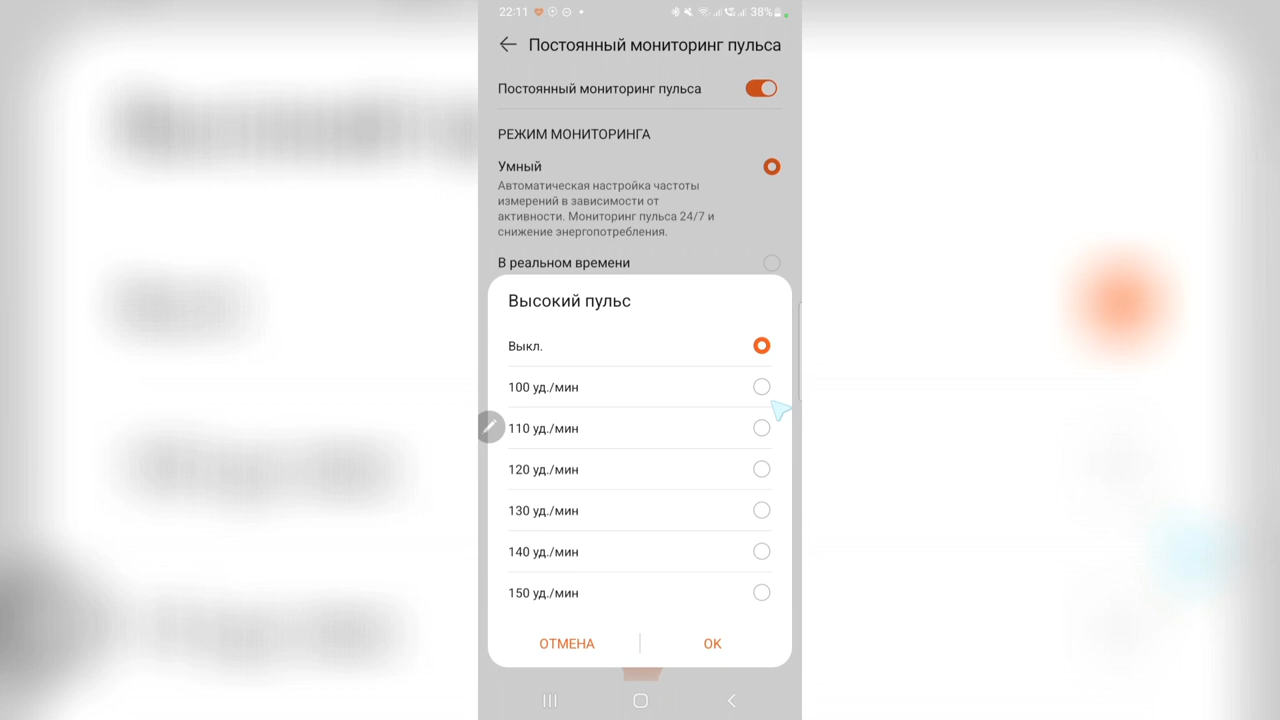 22:11
38%
Постоянный мониторинг пульса
Постоянный мониторинг пульса
РЕЖИМ МОНИТОРИНГА
Умный
Автоматическая настройка частоты
измерений в зависимости от
активности. Мониторинг пульса 24/7 и
снижение энергопотребления.
В реальном времени
Высокий пульс
Выкл.
100 уд./мин
110 уд./мин
120 уд./мин
130 уд./мин
140 уд./мин
150 уд./мин
ОТМЕНА
OK